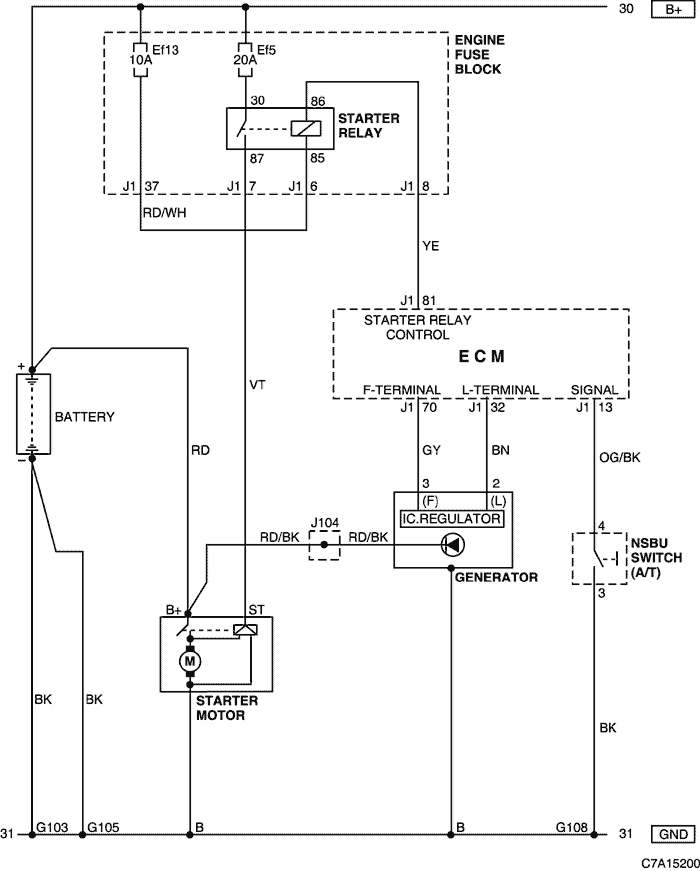 30 B+
Ef13
10A
Ef5
20A
ENGINE
FUSE
BLOCK
30
86
STARTER
RELAY
87
85
J1 37
J1 7
J1 6
J1 8
RD/WH
YE
J1 81
STARTER RELAY
CONTROL
ECM
F-TERMINAL
L-TERMINAL
SIGNAL
J1 70
J1 32
J1 13
+
BATTERY
−
VT
RD
GY
BN
OG/BK
3
2
(F)
(L)
IC.REGULATOR
J104
RD/BK
RD/BK
GENERATOR
4
NSBU
SWITCH
(A/T)
3
B+
ST
M
STARTER
MOTOR
BK
BK
BK
31
G103
G105
B
B
G108
31 GND
C7A15200